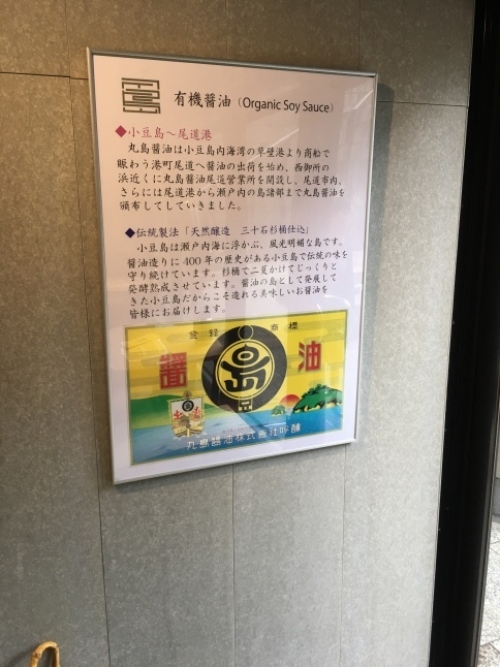 有機醤油（Organic Soy Sauce）
◆小豆島～尾道港
丸島醤油は小豆島内海湾の草壁港より商船で
賑わう港町尾道へ醤油の出荷を始め、西御所の
浜近くに丸島醤油尾道営業所を開設し、尾道市内、
さらには尾道港から瀬戸内の島諸部まで丸島醤油を
頒布してしていきました。
◆伝統製法「天然醸造　三十石杉桶仕込」
小豆島は瀬戸内海に浮かぶ、風光明媚な島です。
醤油造りに400年の歴史がある小豆島で伝統の味を
守り続けています。杉桶で二夏かけてじっくりと
発酵熟成させています。醤油の島として発展して
きた小豆島だからこそ造れる美味しいお醤油を
皆様にお届けします。
登録　商標
醤　島　油
丸島醤油株式会社